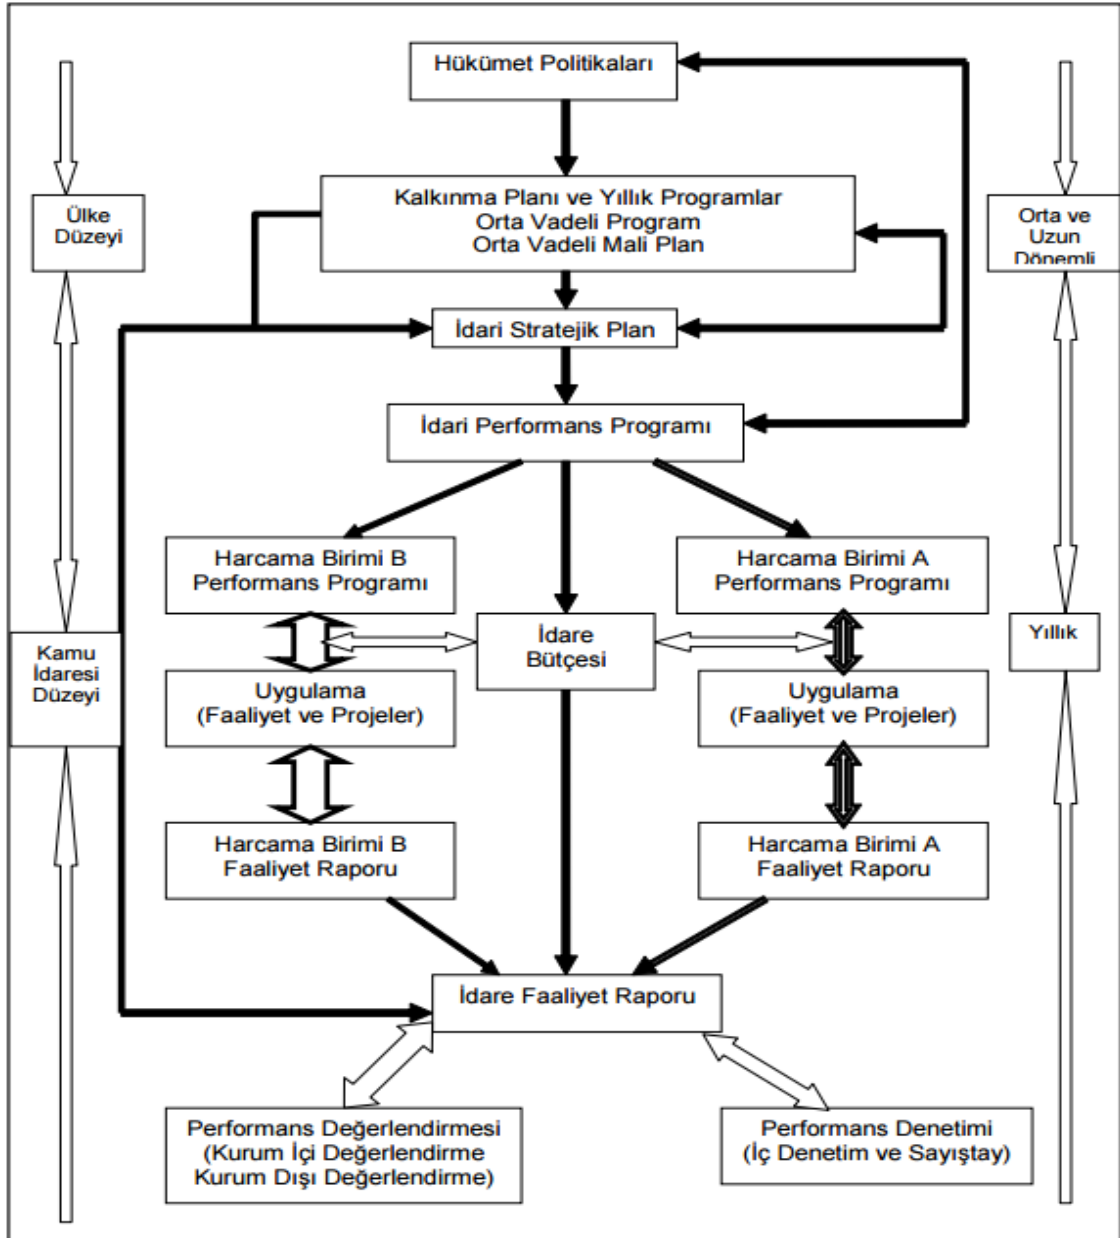 Hükümet Politikaları
Kalkınma Planı ve Yıllık Programlar
Orta Vadeli Program
Orta Vadeli Mali Plan
Ülke
Düzeyi
Orta ve
Uzun
Dönemli
İdari Stratejik Plan
İdari Performans Programı
Harcama Birimi B
Performans Programı
Harcama Birimi A
Performans Programı
Kamu
İdaresi
Düzeyi
İdare
Bütçesi
Yıllık
Uygulama
(Faaliyet ve Projeler)
Uygulama
(Faaliyet ve Projeler)
Harcama Birimi B
Faaliyet Raporu
Harcama Birimi A
Faaliyet Raporu
İdare Faaliyet Raporu
Performans Değerlendirmesi
(Kurum İçi Değerlendirme
Kurum Dışı Değerlendirme)
Performans Denetimi
(İç Denetim ve Sayıştay)